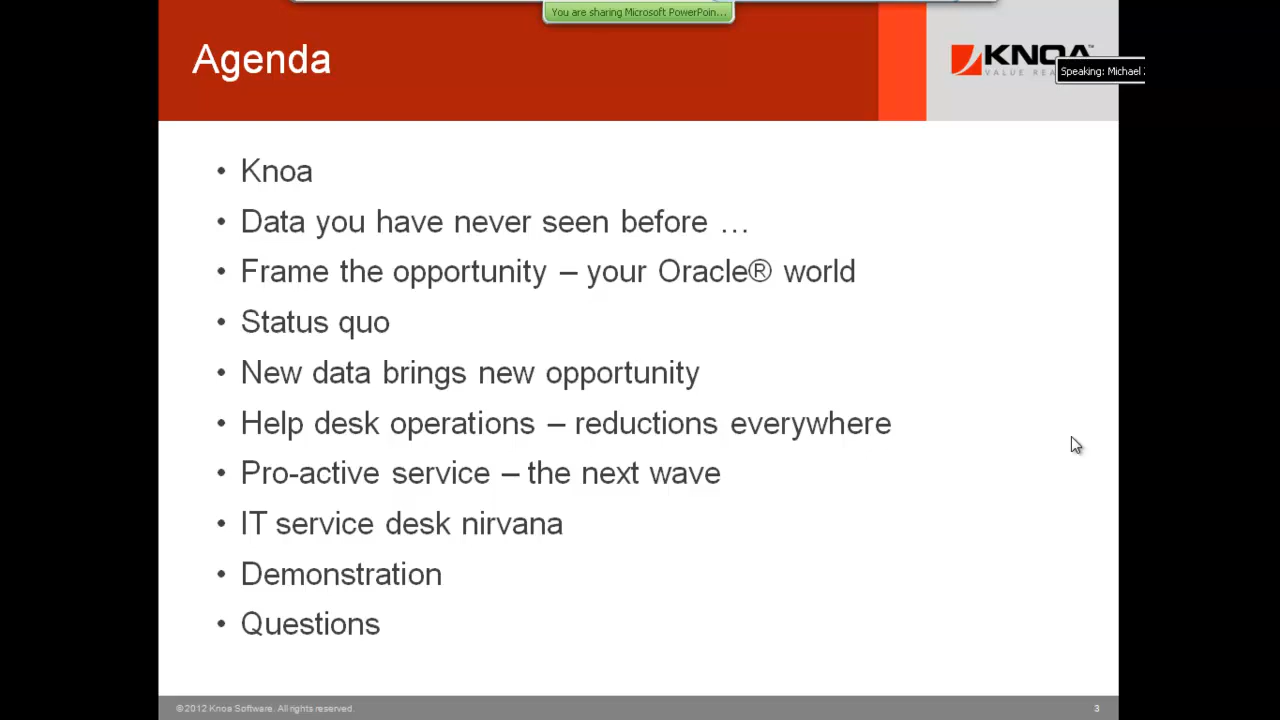 You are sharing Microsoft PowerPoin...
Agenda
KNOA™
VALUE
Speaking: Michael
• Knoa
• Data you have never seen before …
• Frame the opportunity – your Oracle® world
• Status quo
• New data brings new opportunity
• Help desk operations – reductions everywhere
• Pro-active service – the next wave
• IT service desk nirvana
• Demonstration
• Questions
©2012 Knoa Software. All rights reserved.
3